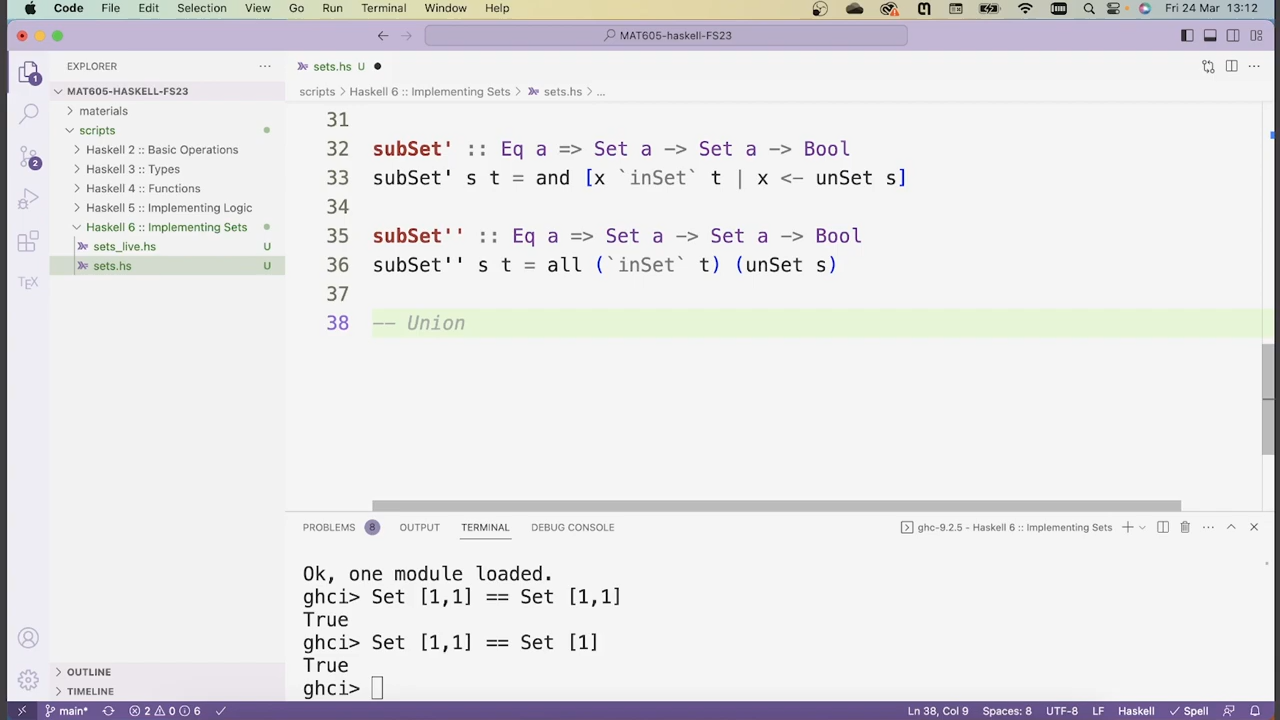 Code File Edit Selection View Go Run Terminal Window Help Fri 24 Mar 13:12
MAT605-haskell-FS23
EXPLORER
sets.hs U
MAT605-HASKELL-FS23
scripts > Haskell 6 :: Implementing Sets > sets.hs > ...
materials
scripts
Haskell 2 :: Basic Operations
Haskell 3 :: Types
Haskell 4 :: Functions
Haskell 5 :: Implementing Logic
Haskell 6 :: Implementing Sets
sets_live.hs U
sets.hs U
1
2
TEX
31
32 subSet' :: Eq a => Set a -> Set a -> Bool
33 subSet' s t = and [x `inSet` t | x <- unSet s]
34
35 subSet'' :: Eq a => Set a -> Set a -> Bool
36 subSet'' s t = all (`inSet` t) (unSet s)
37
38 -- Union
PROBLEMS 8 OUTPUT TERMINAL DEBUG CONSOLE ghc-9.2.5 - Haskell 6 :: Implementing Sets
Ok, one module loaded.
ghci> Set [1,1] == Set [1,1]
True
ghci> Set [1,1] == Set [1]
True
ghci>
OUTLINE
TIMELINE
main* 2 0 6 Ln 38, Col 9 Spaces: 8 UTF-8 LF Haskell Spell